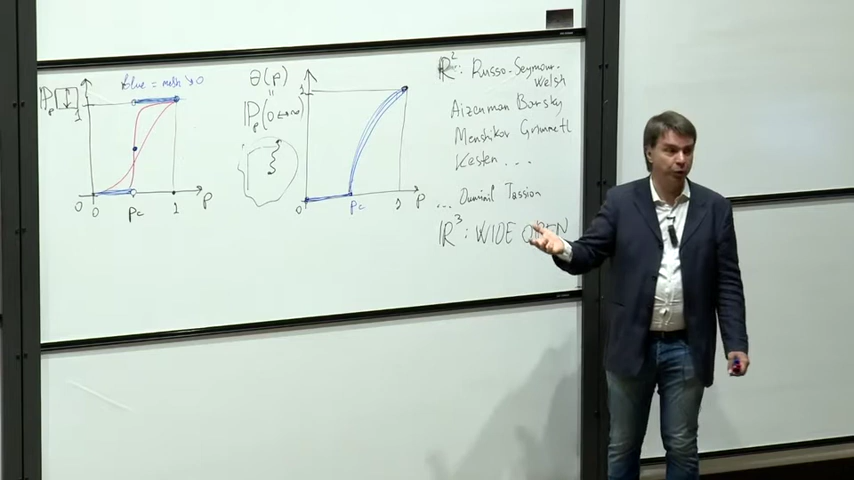 blue = mesh ↘ 0
ℙp[↓]
1
0
0
pc
1
p
θ(p)
=
ℙp(0↔∞)
1
0
pc
1
p
ℝ²: Russo-Seymour-
Welsh
Aizenman Barsky
Menshikov Grimmett
Kesten ...
... Duminil Tassion
ℝ³: WIDE OPEN